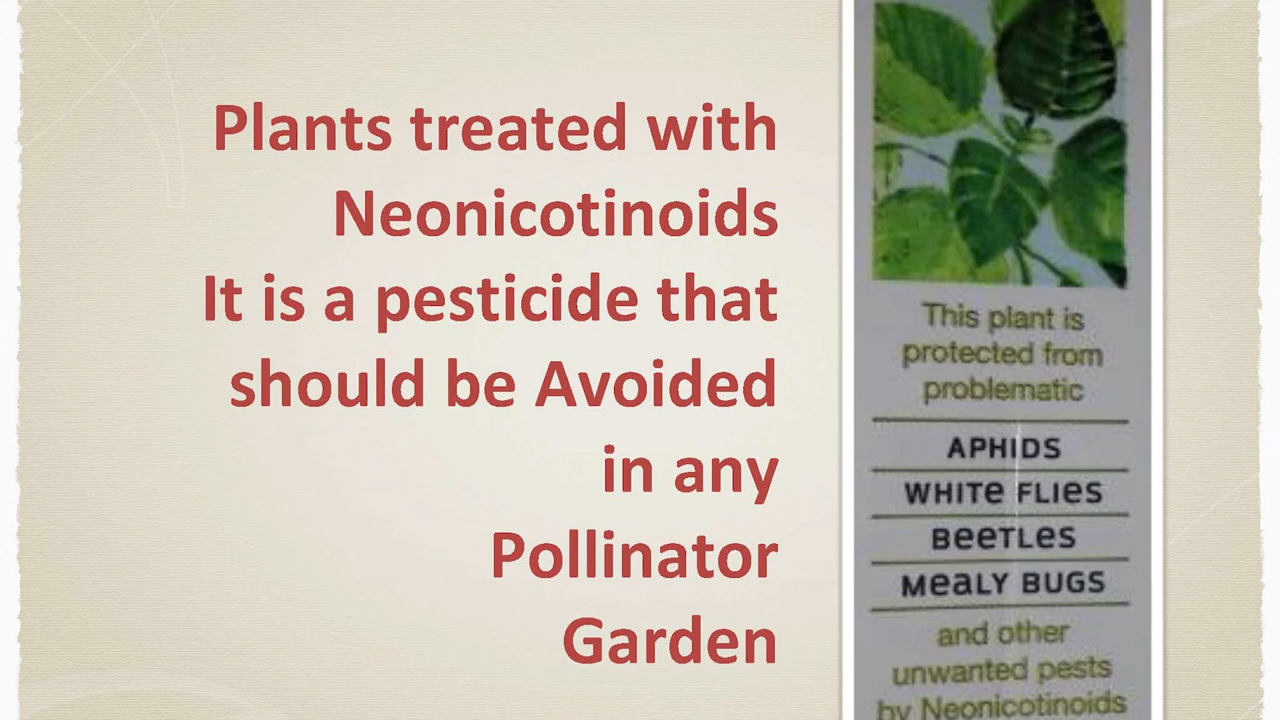 Plants treated with
Neonicotinoids
It is a pesticide that
should be Avoided
in any
Pollinator
Garden
This plant is
protected from
problematic
APHIDS
WHITE FLIES
BEETLES
MEALY BUGS
and other
unwanted pests
by Neonicotinoids